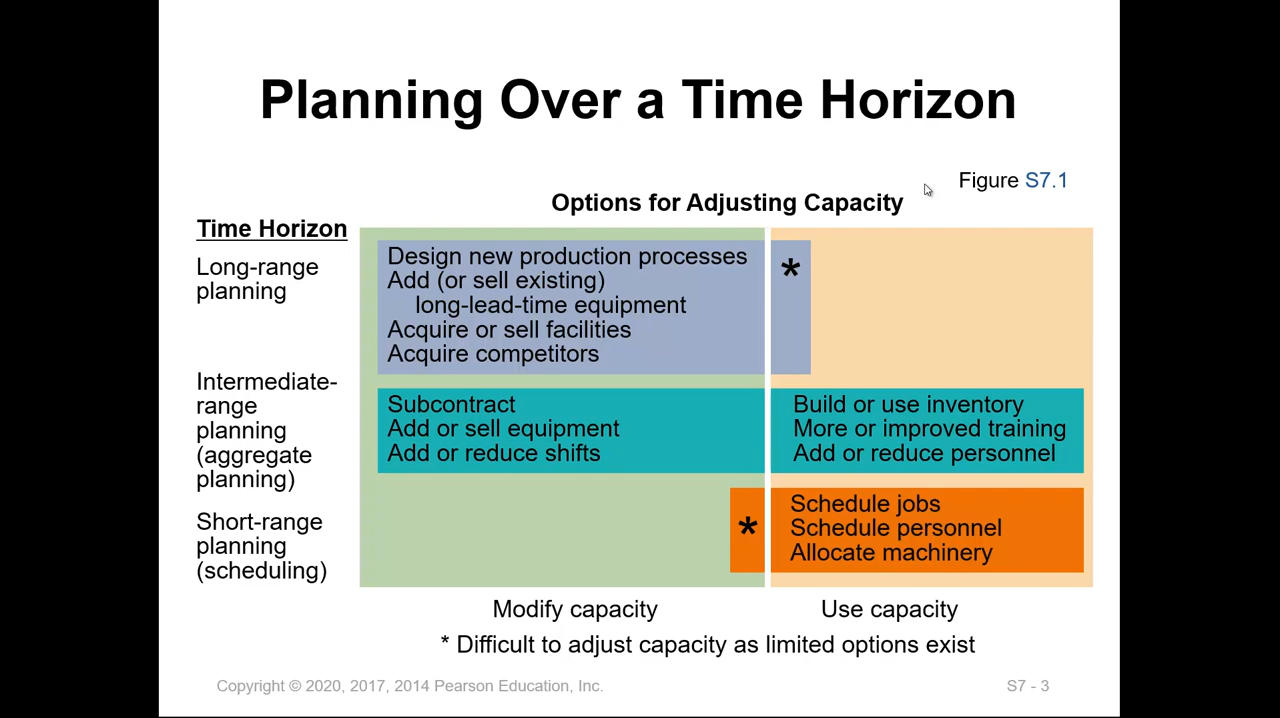 Planning Over a Time Horizon
Figure S7.1
Options for Adjusting Capacity
Time Horizon
Long-range
planning
Design new production processes
Add (or sell existing)
long-lead-time equipment
Acquire or sell facilities
Acquire competitors
*
Intermediate-
range
planning
(aggregate
planning)
Subcontract
Add or sell equipment
Add or reduce shifts
Build or use inventory
More or improved training
Add or reduce personnel
Short-range
planning
(scheduling)
*
Schedule jobs
Schedule personnel
Allocate machinery
Modify capacity
Use capacity
* Difficult to adjust capacity as limited options exist
Copyright © 2020, 2017, 2014 Pearson Education, Inc.
S7 - 3